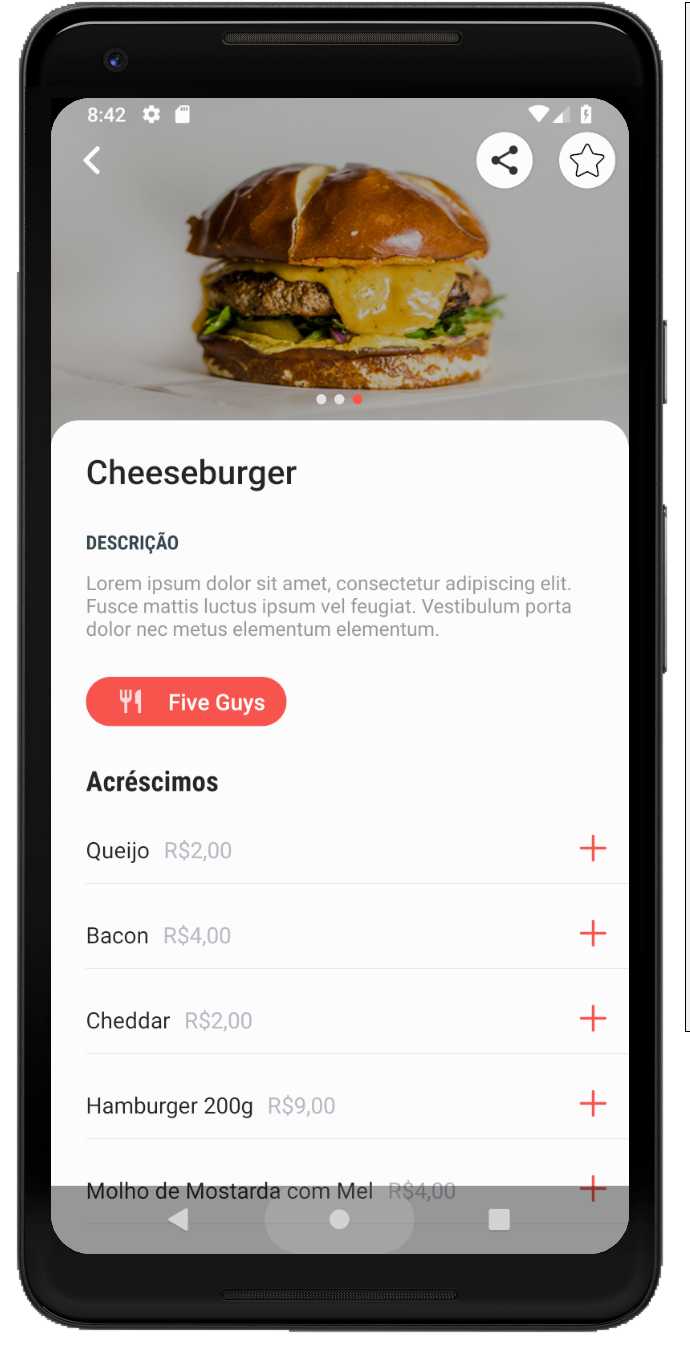 8:42
Cheeseburger
DESCRIÇÃO
Lorem ipsum dolor sit amet, consectetur adipiscing elit.
Fusce mattis luctus ipsum vel feugiat. Vestibulum porta
dolor nec metus elementum elementum.
Five Guys
Acréscimos
Queijo R$2,00
Bacon R$4,00
Cheddar R$2,00
Hamburger 200g R$9,00
Molho de Mostarda com Mel R$4,00